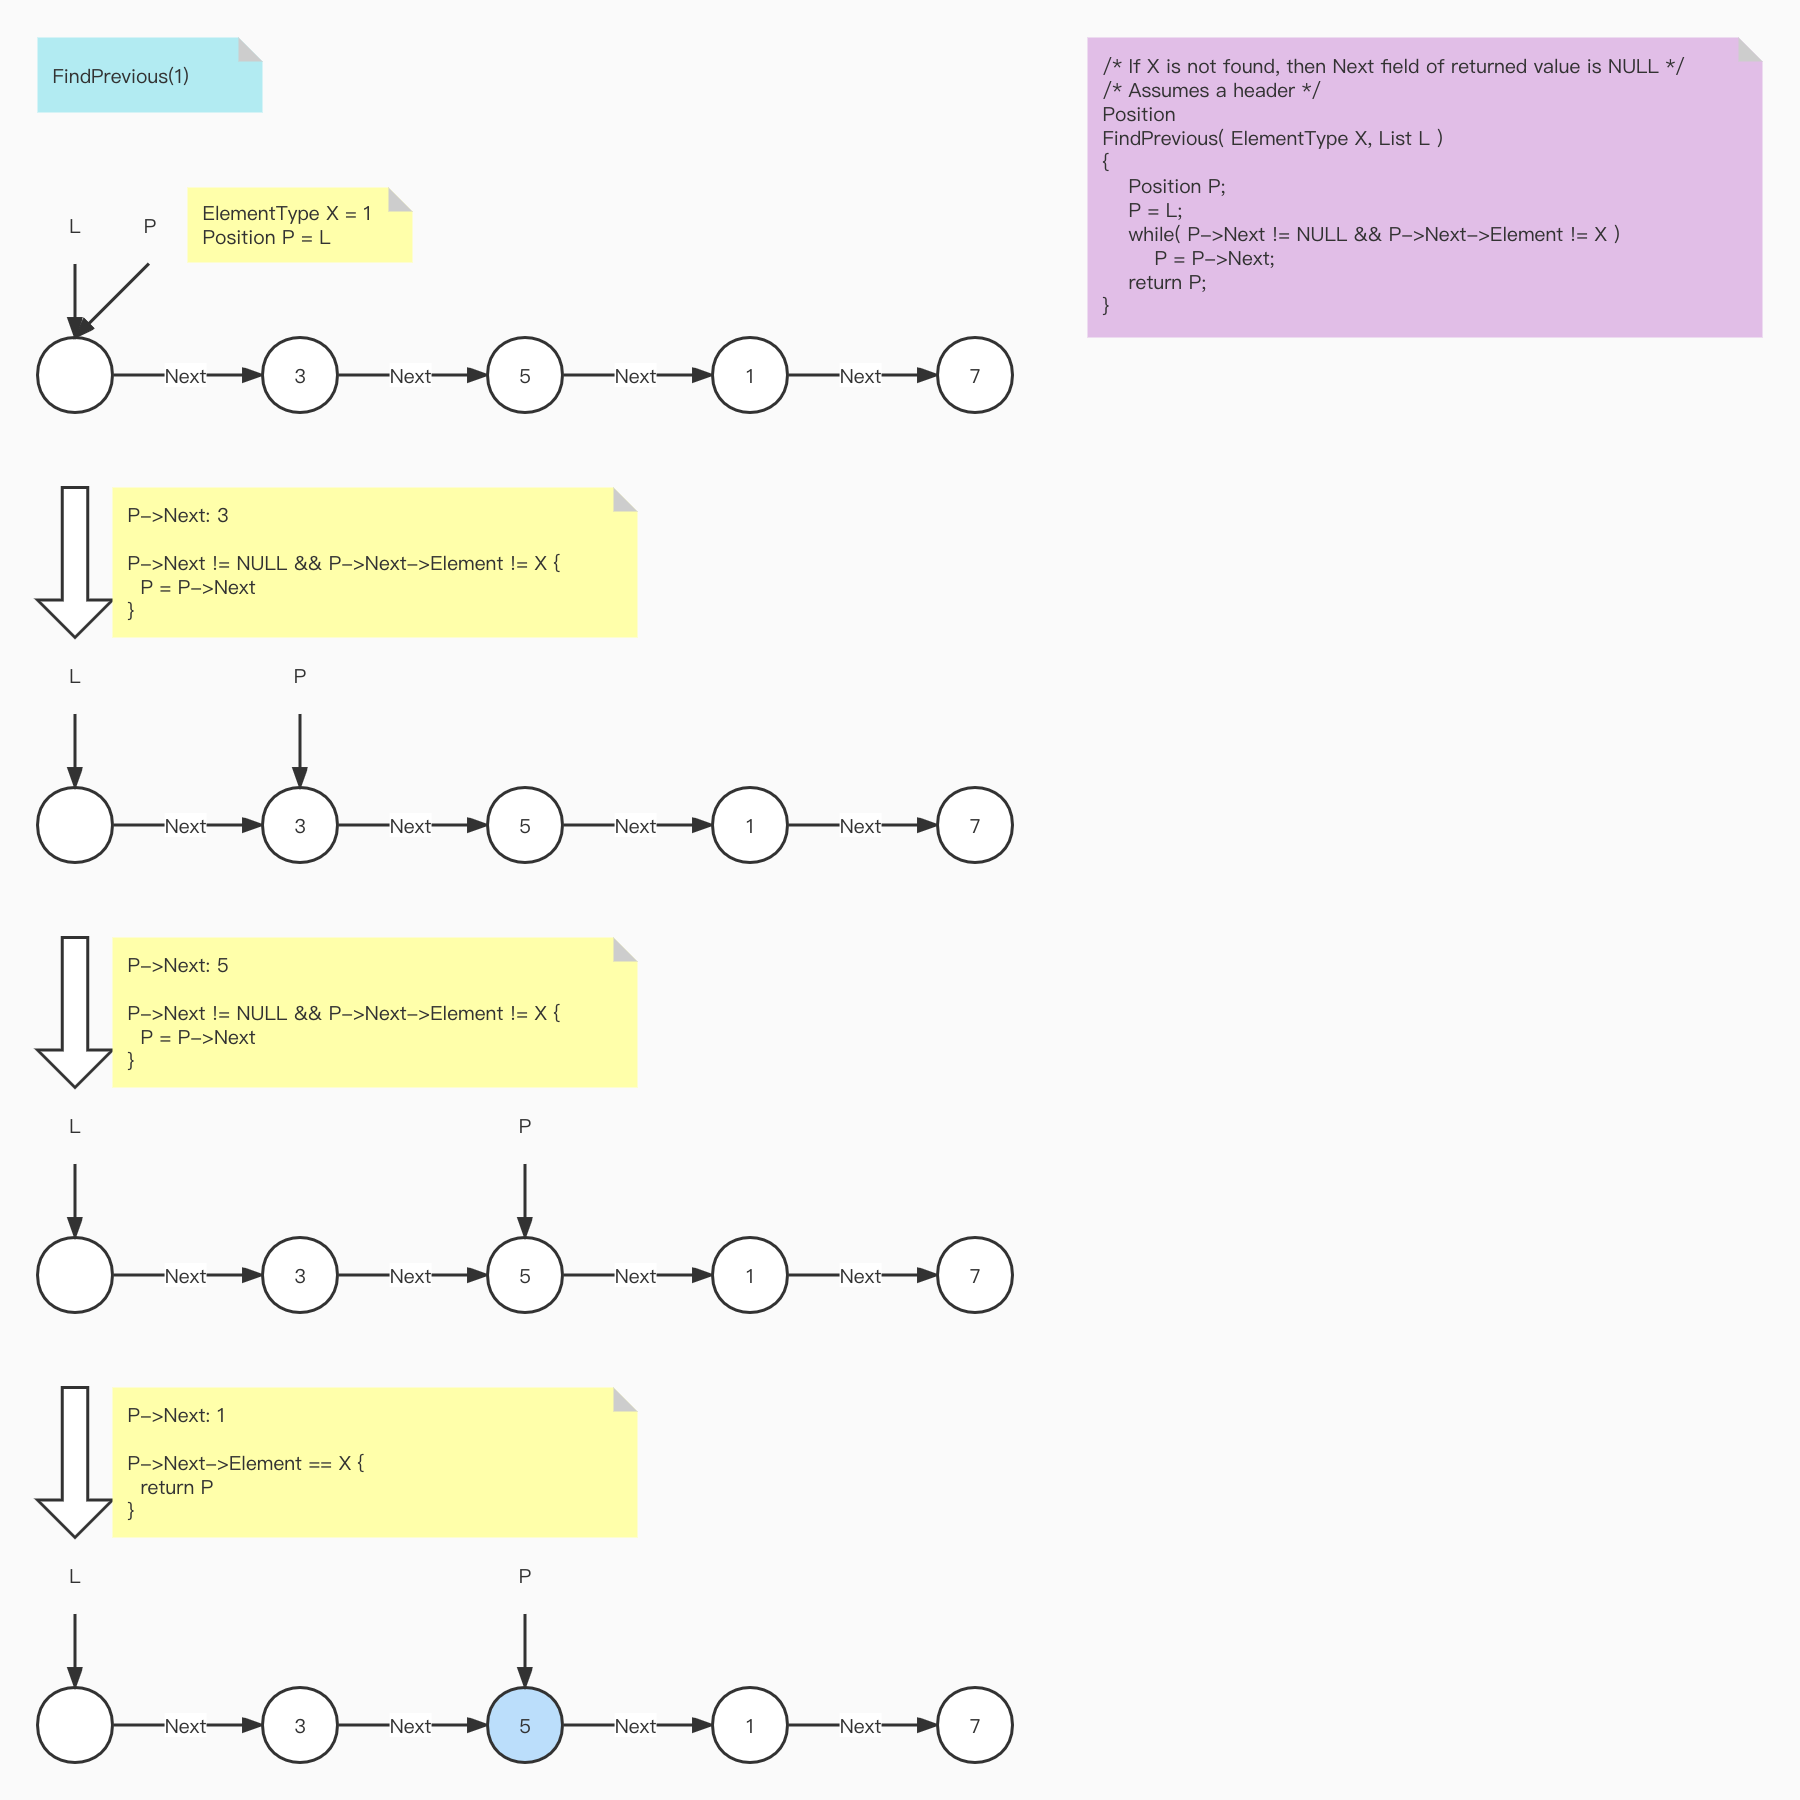 FindPrevious(1)
/* If X is not found, then Next field of returned value is NULL */
/* Assumes a header */
Position
FindPrevious( ElementType X, List L )
{
Position P;
P = L;
while( P->Next != NULL && P->Next->Element != X )
P = P->Next;
return P;
}
L P
ElementType X = 1
Position P = L
Next 3 Next 5 Next 1 Next 7
P->Next: 3
P->Next != NULL && P->Next->Element != X {
P = P->Next
}
L P
Next 3 Next 5 Next 1 Next 7
P->Next: 5
P->Next != NULL && P->Next->Element != X {
P = P->Next
}
L P
Next 3 Next 5 Next 1 Next 7
P->Next: 1
P->Next->Element == X {
return P
}
L P
Next 3 Next 5 Next 1 Next 7